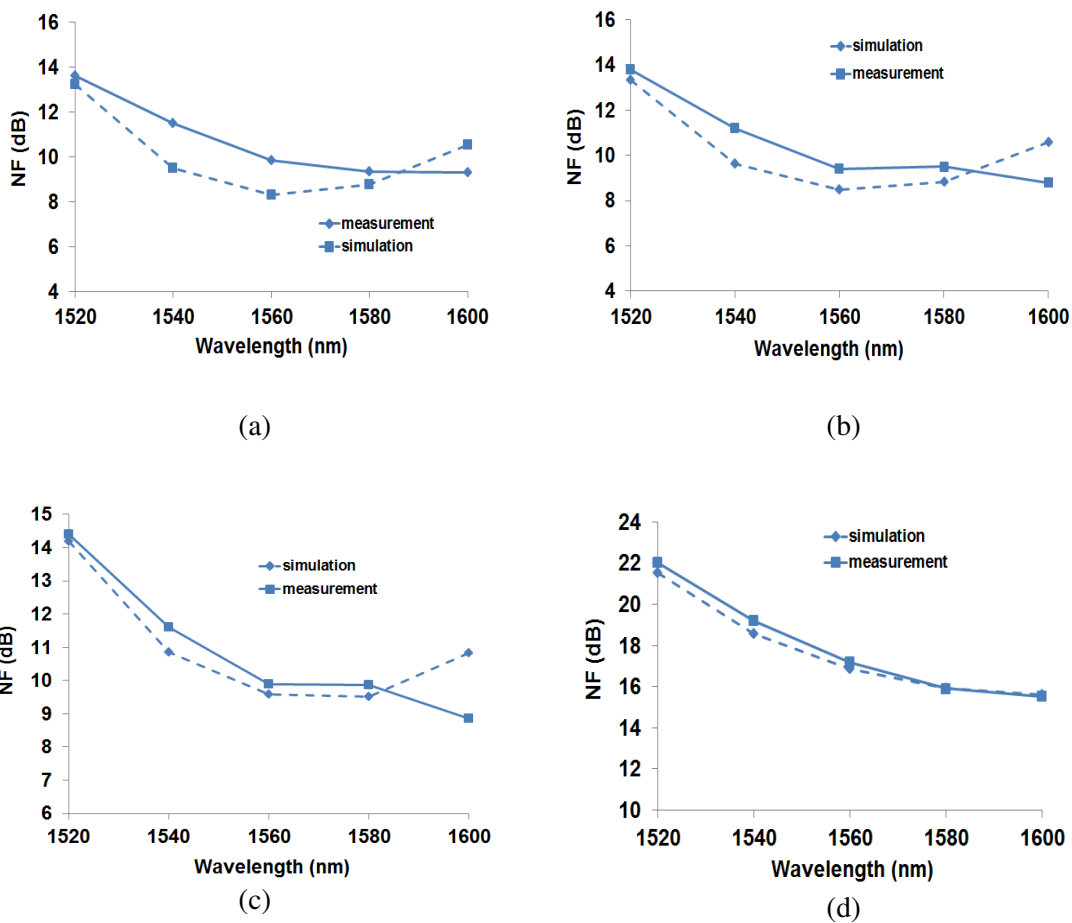 16
14
12
10
8
6
4
NF (dB)
measurement
simulation
1520 1540 1560 1580 1600
Wavelength (nm)
(a)
16
14
12
10
8
6
4
NF (dB)
simulation
measurement
1520 1540 1560 1580 1600
Wavelength (nm)
(b)
15
14
13
12
11
10
9
8
7
6
NF (dB)
simulation
measurement
1520 1540 1560 1580 1600
Wavelength (nm)
(c)
24
22
20
18
16
14
12
10
NF (dB)
simulation
measurement
1520 1540 1560 1580 1600
Wavelength (nm)
(d)